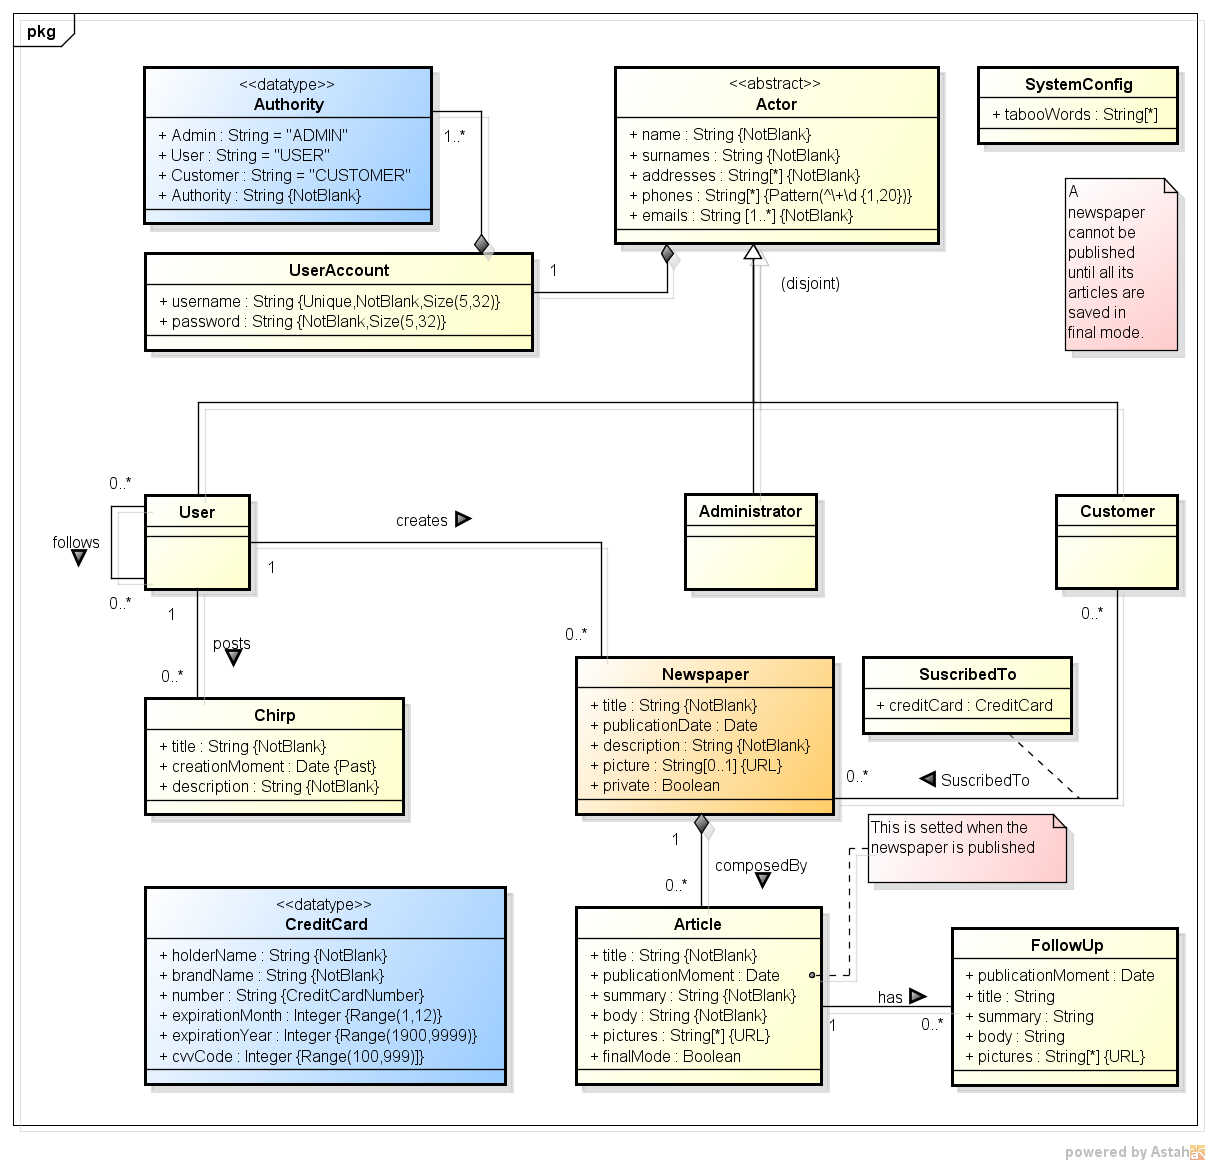 pkg
<<datatype>>
Authority
+ Admin : String = "ADMIN"
+ User : String = "USER"
+ Customer : String = "CUSTOMER"
+ Authority : String {NotBlank}
1..*
<<abstract>>
Actor
+ name : String {NotBlank}
+ surnames : String {NotBlank}
+ addresses : String[*] {NotBlank}
+ phones : String[*] {Pattern(^\+\d {1,20})}
+ emails : String [1..*] {NotBlank}
SystemConfig
+ tabooWords : String[*]
A
newspaper
cannot be
published
until all its
articles are
saved in
final mode.
UserAccount
+ username : String {Unique,NotBlank,Size(5,32)}
+ password : String {NotBlank,Size(5,32)}
1
(disjoint)
0..*
follows
0..*
User
1
creates
1
0..*
posts
0..*
Administrator
Customer
0..*
Chirp
+ title : String {NotBlank}
+ creationMoment : Date {Past}
+ description : String {NotBlank}
Newspaper
+ title : String {NotBlank}
+ publicationDate : Date
+ description : String {NotBlank}
+ picture : String[0..1] {URL}
+ private : Boolean
SuscribedTo
+ creditCard : CreditCard
0..*
SuscribedTo
This is setted when the
newspaper is published
1
composedBy
0..*
<<datatype>>
CreditCard
+ holderName : String {NotBlank}
+ brandName : String {NotBlank}
+ number : String {CreditCardNumber}
+ expirationMonth : Integer {Range(1,12)}
+ expirationYear : Integer {Range(1900,9999)}
+ cvvCode : Integer {Range(100,999)]}
Article
+ title : String {NotBlank}
+ publicationMoment : Date
+ summary : String {NotBlank}
+ body : String {NotBlank}
+ pictures : String[*] {URL}
+ finalMode : Boolean
has
1
0..*
FollowUp
+ publicationMoment : Date
+ title : String
+ summary : String
+ body : String
+ pictures : String[*] {URL}
powered by Astah